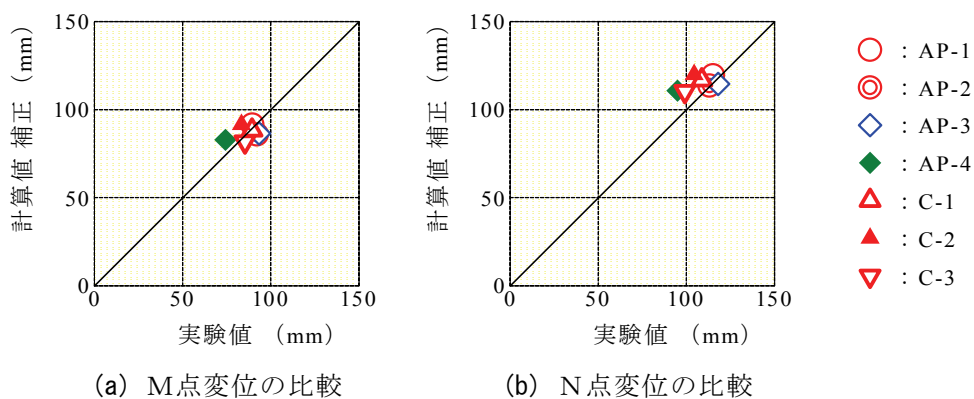 150
100
50
0
0 50 100 150
計算値 補正 (mm)
実験値 (mm)
(a) M点変位の比較
150
100
50
0
0 50 100 150
計算値 補正 (mm)
実験値 (mm)
(b) N点変位の比較
: AP-1
: AP-2
: AP-3
: AP-4
: C-1
: C-2
: C-3